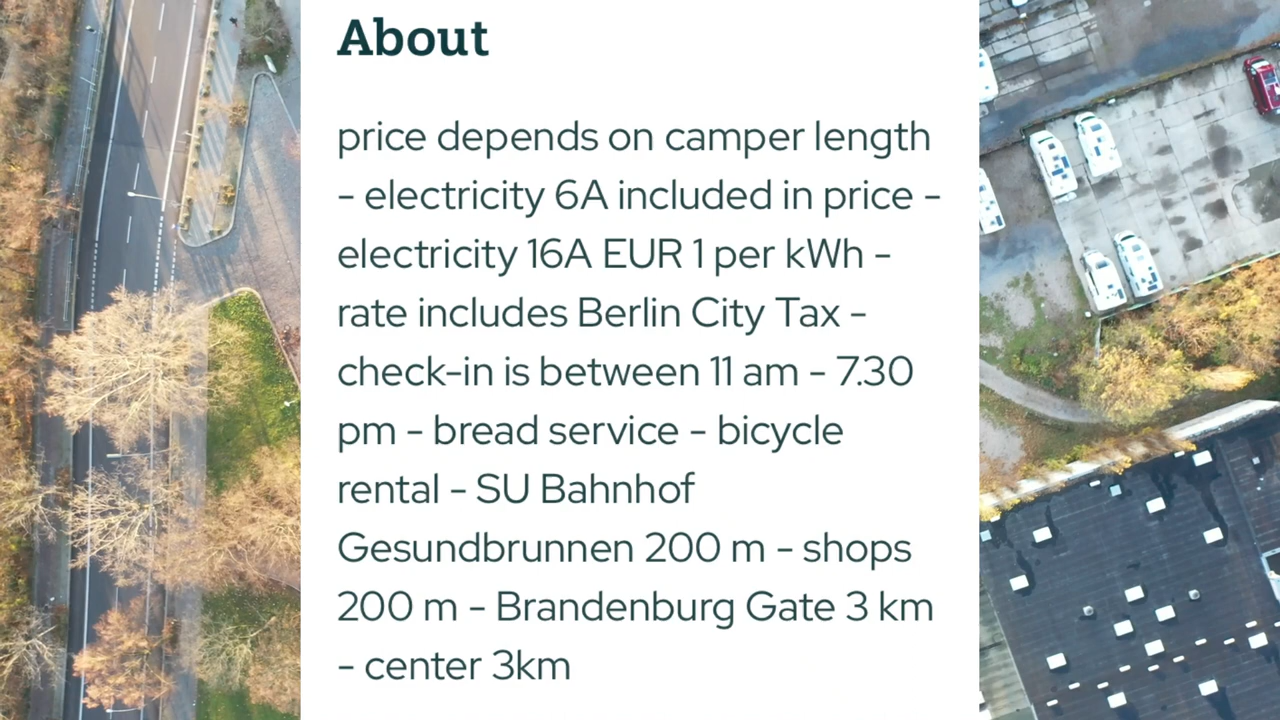 About
price depends on camper length
- electricity 6A included in price -
electricity 16A EUR 1 per kWh -
rate includes Berlin City Tax -
check-in is between 11 am - 7.30
pm - bread service - bicycle
rental - SU Bahnhof
Gesundbrunnen 200 m - shops
200 m - Brandenburg Gate 3 km
- center 3km